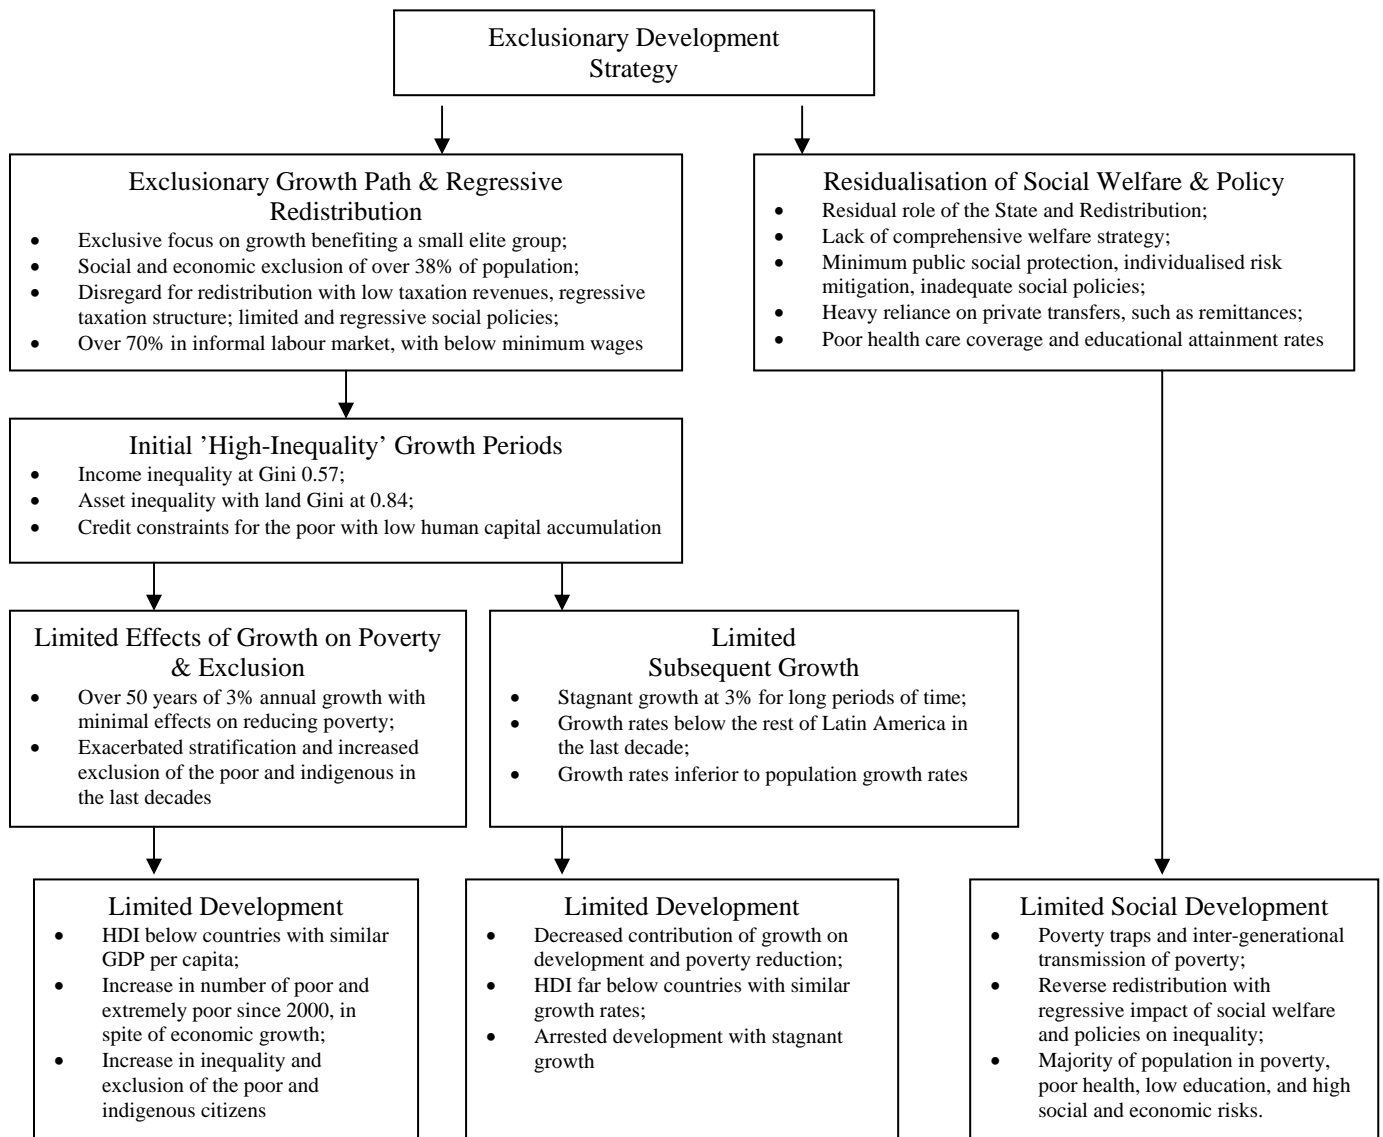 Exclusionary Development
Strategy
Exclusionary Growth Path & Regressive
Redistribution
• Exclusive focus on growth benefiting a small elite group;
• Social and economic exclusion of over 38% of population;
• Disregard for redistribution with low taxation revenues, regressive
taxation structure; limited and regressive social policies;
• Over 70% in informal labour market, with below minimum wages
Residualisation of Social Welfare & Policy
• Residual role of the State and Redistribution;
• Lack of comprehensive welfare strategy;
• Minimum public social protection, individualised risk
mitigation, inadequate social policies;
• Heavy reliance on private transfers, such as remittances;
• Poor health care coverage and educational attainment rates
Initial ’High-Inequality’ Growth Periods
• Income inequality at Gini 0.57;
• Asset inequality with land Gini at 0.84;
• Credit constraints for the poor with low human capital accumulation
Limited Effects of Growth on Poverty
& Exclusion
• Over 50 years of 3% annual growth with
minimal effects on reducing poverty;
• Exacerbated stratification and increased
exclusion of the poor and indigenous in
the last decades
Limited
Subsequent Growth
• Stagnant growth at 3% for long periods of time;
• Growth rates below the rest of Latin America in
the last decade;
• Growth rates inferior to population growth rates
Limited Development
• HDI below countries with similar
GDP per capita;
• Increase in number of poor and
extremely poor since 2000, in
spite of economic growth;
• Increase in inequality and
exclusion of the poor and
indigenous citizens
Limited Development
• Decreased contribution of growth on
development and poverty reduction;
• HDI far below countries with similar
growth rates;
• Arrested development with stagnant
growth
Limited Social Development
• Poverty traps and inter-generational
transmission of poverty;
• Reverse redistribution with
regressive impact of social welfare
and policies on inequality;
• Majority of population in poverty,
poor health, low education, and high
social and economic risks.